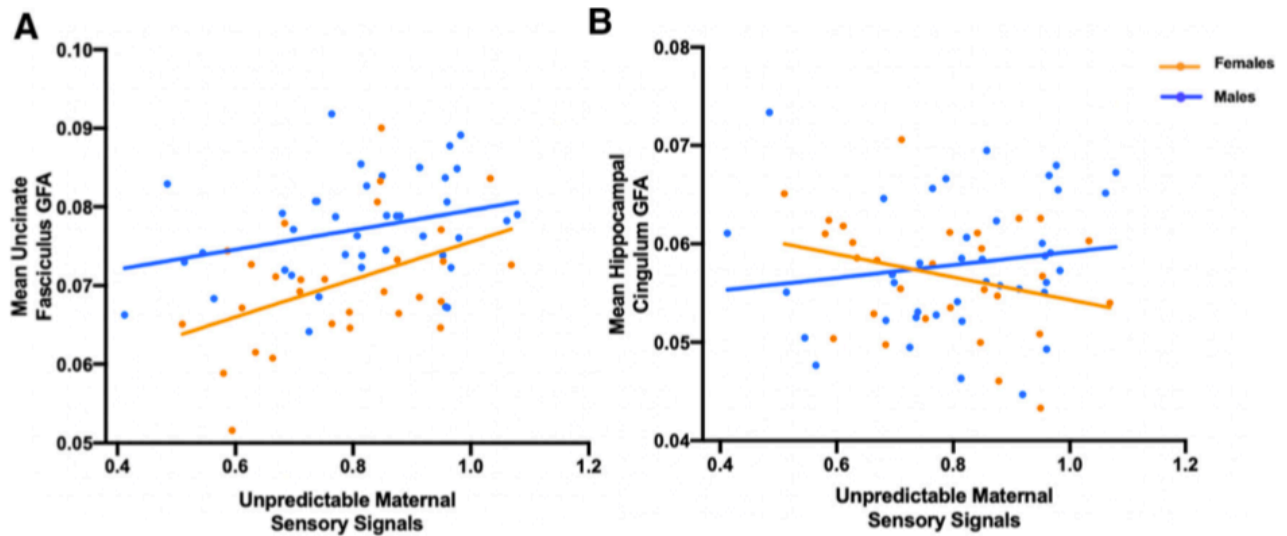 A
0.10
0.09
0.08
0.07
0.06
0.05
Mean Uncinate
Fasciculus GFA
0.4
0.6
0.8
1.0
1.2
Unpredictable Maternal
Sensory Signals
B
0.08
0.07
0.06
0.05
0.04
Mean Hippocampal
Cingulum GFA
0.4
0.6
0.8
1.0
1.2
Unpredictable Maternal
Sensory Signals
Females
Males